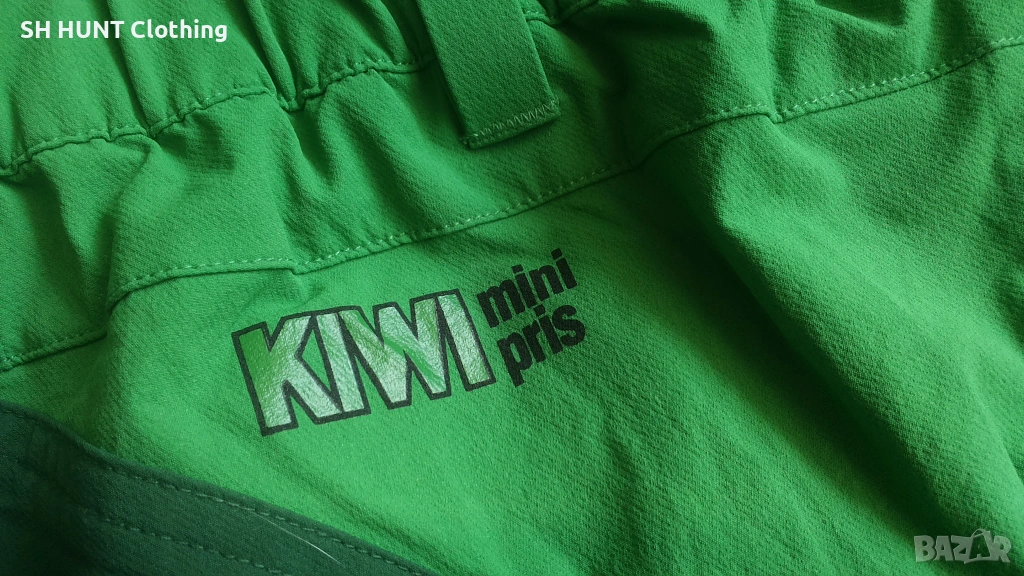 SH HUNT Clothing
KIWI mini
pris
BAZAR